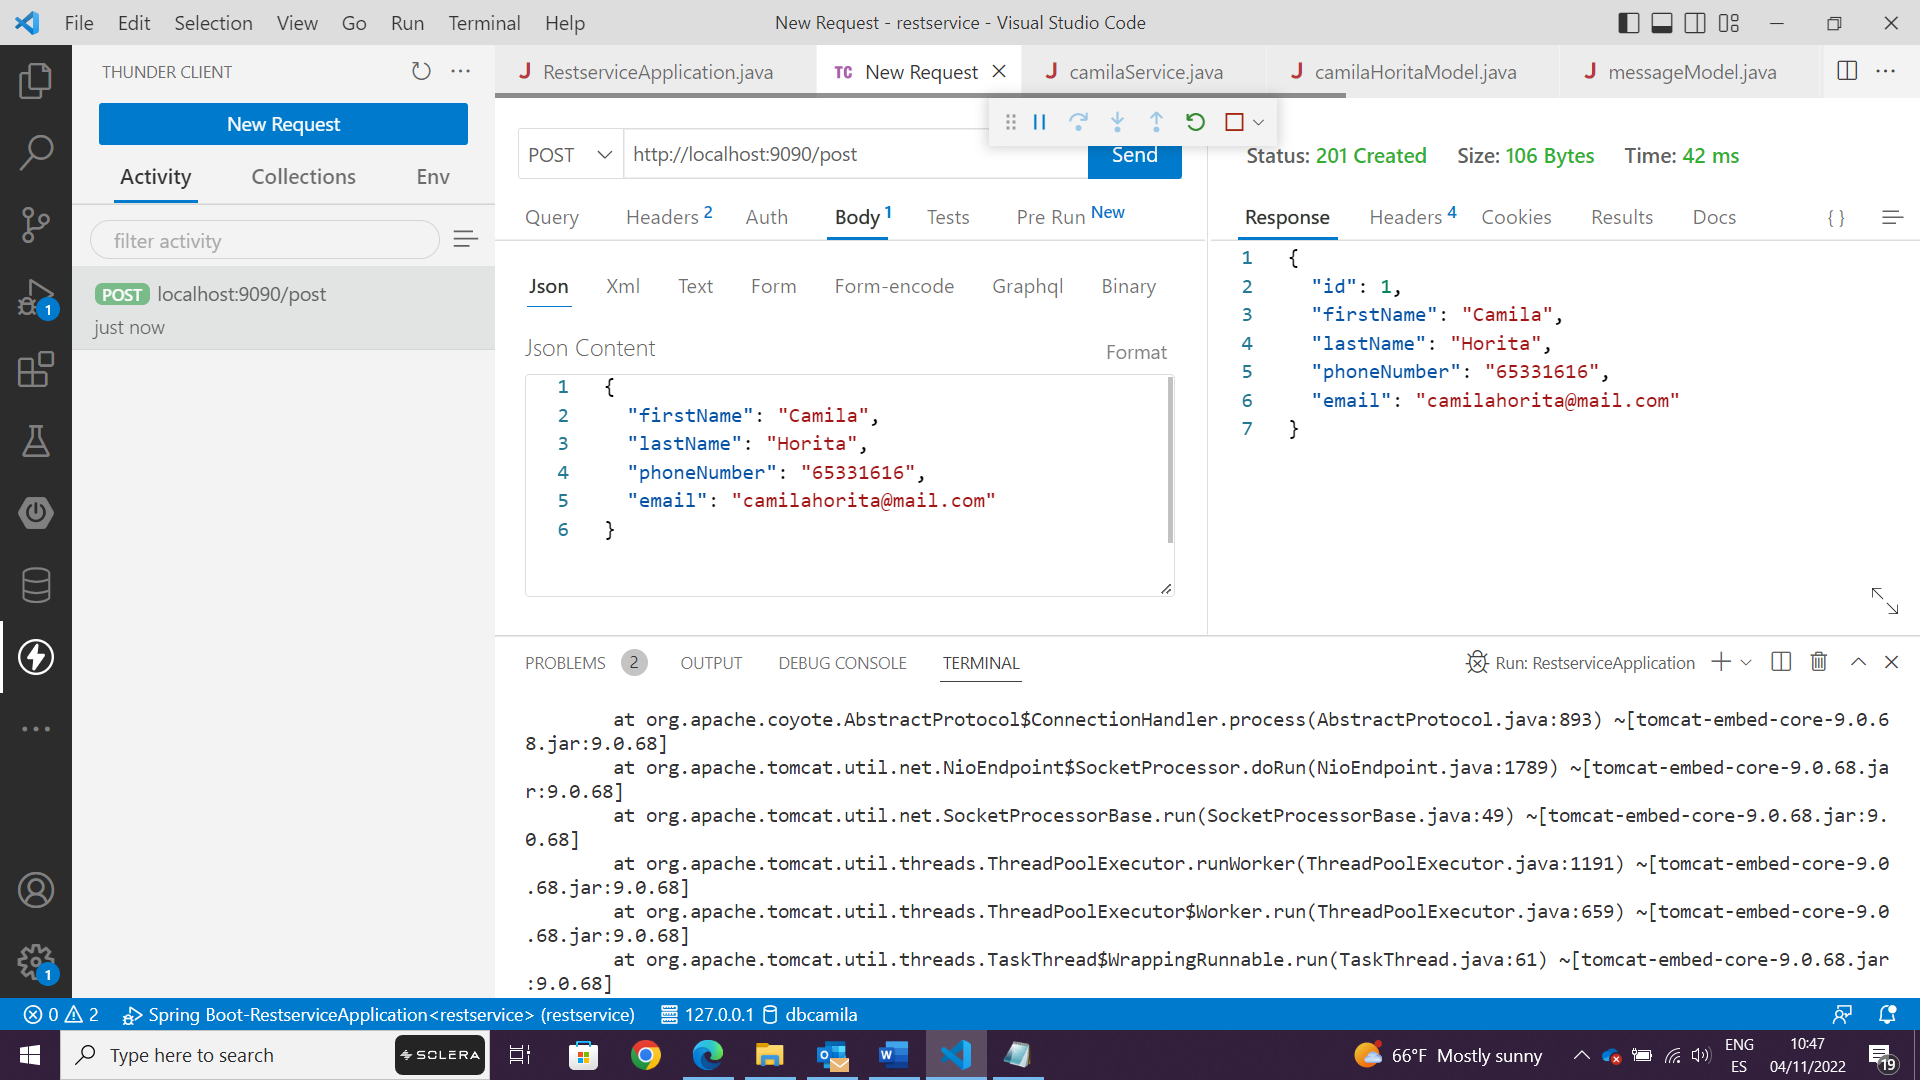 File Edit Selection View Go Run Terminal Help
New Request - restservice - Visual Studio Code
THUNDER CLIENT
New Request
Activity Collections Env
filter activity
POST localhost:9090/post
just now
J RestserviceApplication.java
TC New Request
J camilaService.java
J camilaHoritaModel.java
J messageModel.java
POST
http://localhost:9090/post
Send
Query Headers 2 Auth Body 1 Tests Pre Run New
Json Xml Text Form Form-encode Graphql Binary
Json Content
Format
1 {
2 "firstName": "Camila",
3 "lastName": "Horita",
4 "phoneNumber": "65331616",
5 "email": "camilahorita@mail.com"
6 }
Status: 201 Created Size: 106 Bytes Time: 42 ms
Response Headers 4 Cookies Results Docs { }
1 {
2 "id": 1,
3 "firstName": "Camila",
4 "lastName": "Horita",
5 "phoneNumber": "65331616",
6 "email": "camilahorita@mail.com"
7 }
PROBLEMS 2 OUTPUT DEBUG CONSOLE TERMINAL
Run: RestserviceApplication
at org.apache.coyote.AbstractProtocol$ConnectionHandler.process(AbstractProtocol.java:893) ~[tomcat-embed-core-9.0.6
8.jar:9.0.68]
at org.apache.tomcat.util.net.NioEndpoint$SocketProcessor.doRun(NioEndpoint.java:1789) ~[tomcat-embed-core-9.0.68.ja
r:9.0.68]
at org.apache.tomcat.util.net.SocketProcessorBase.run(SocketProcessorBase.java:49) ~[tomcat-embed-core-9.0.68.jar:9.
0.68]
at org.apache.tomcat.util.threads.ThreadPoolExecutor.runWorker(ThreadPoolExecutor.java:1191) ~[tomcat-embed-core-9.0
.68.jar:9.0.68]
at org.apache.tomcat.util.threads.ThreadPoolExecutor$Worker.run(ThreadPoolExecutor.java:659) ~[tomcat-embed-core-9.0
.68.jar:9.0.68]
at org.apache.tomcat.util.threads.TaskThread$WrappingRunnable.run(TaskThread.java:61) ~[tomcat-embed-core-9.0.68.jar
:9.0.68]
1
1
0 2 Spring Boot-RestserviceApplication<restservice> (restservice) 127.0.0.1 dbcamila
Type here to search
SOLERA
66°F Mostly sunny
ENG
ES
10:47
04/11/2022
19